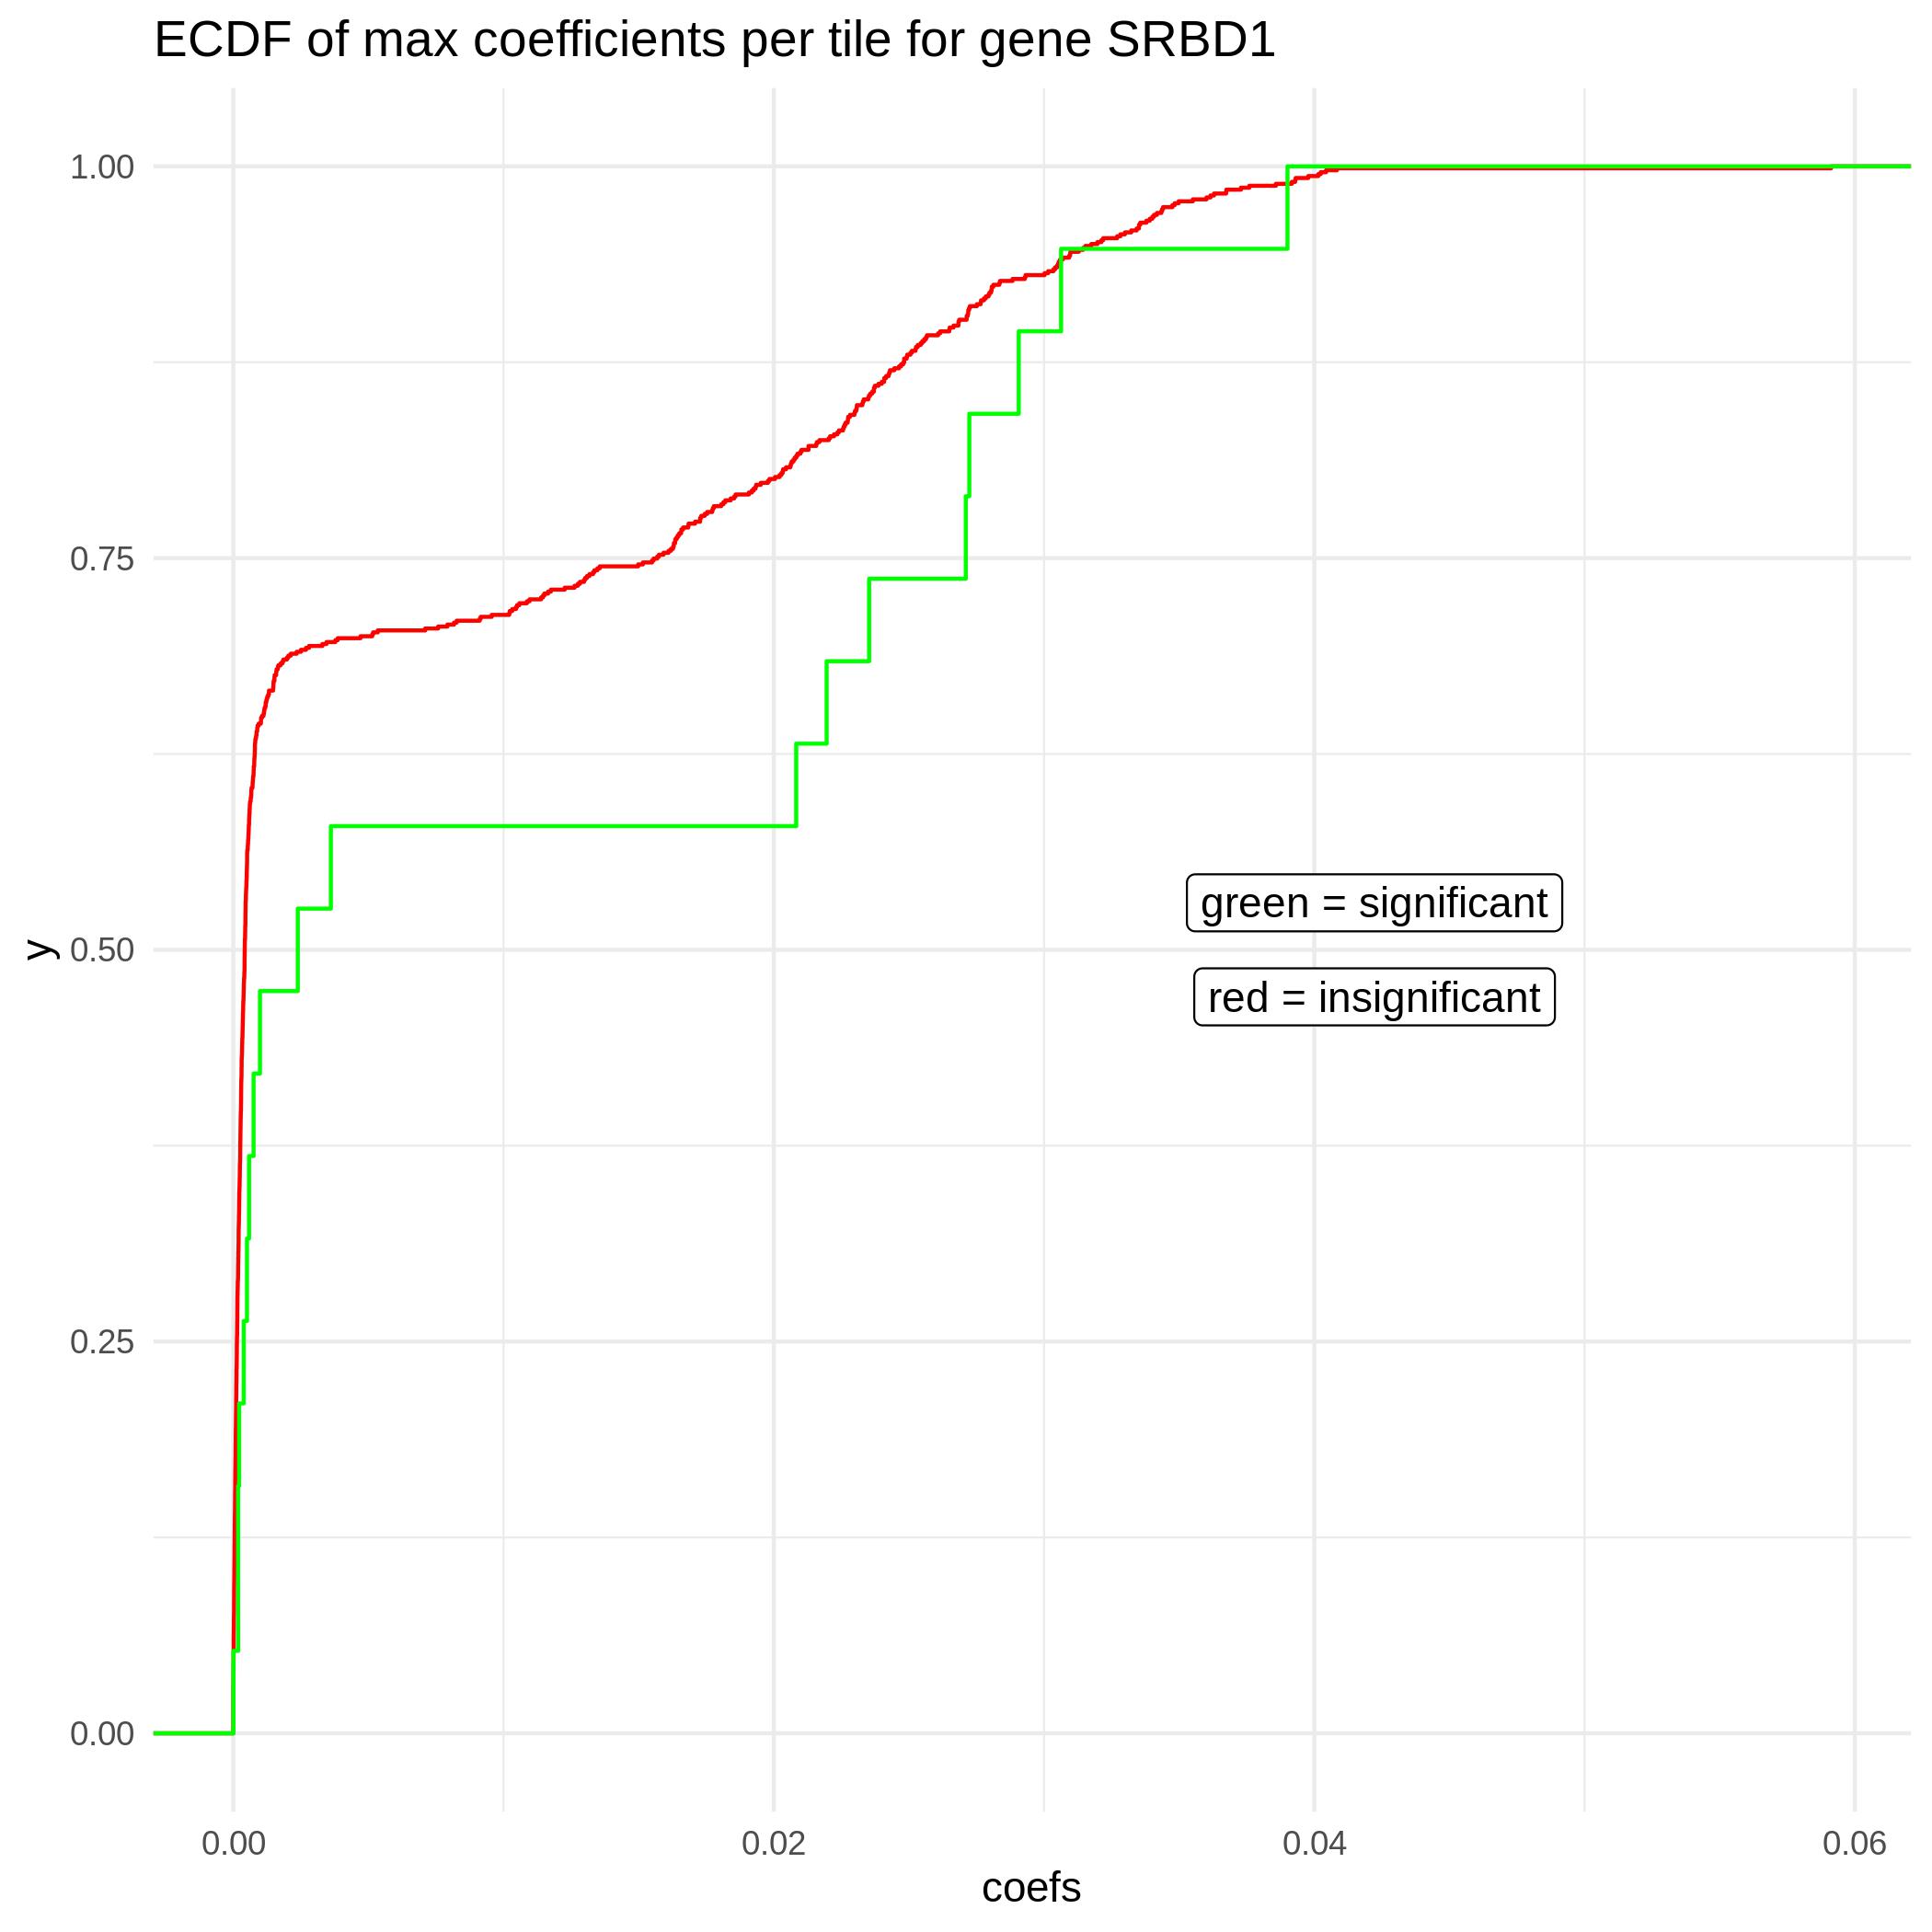 ECDF of max coefficients per tile for gene SRBD1
1.00
0.75
0.50
0.25
0.00
y
green = significant
red = insignificant
0.00 0.02 0.04 0.06
coefs